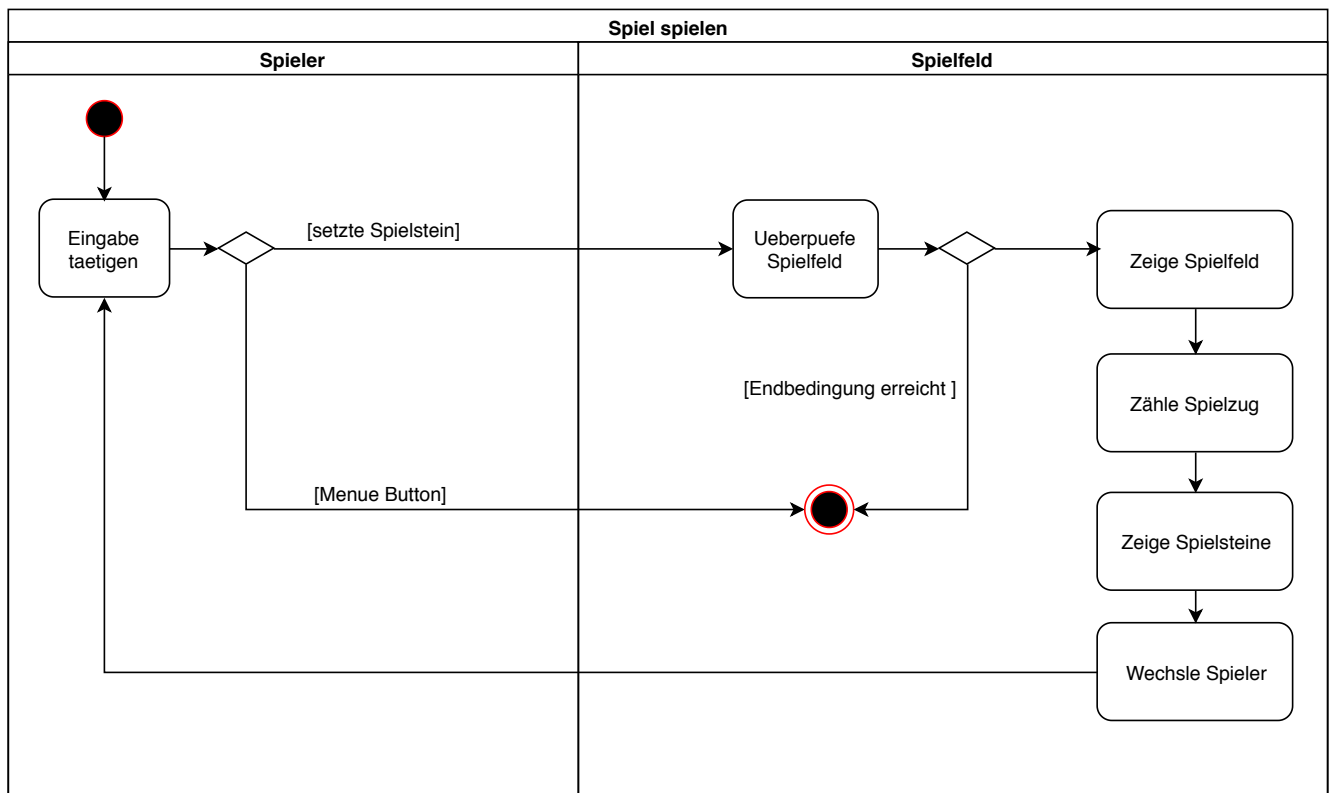 Spiel spielen
Spieler
Spielfeld
Eingabe
taetigen
[setzte Spielstein]
Ueberpuefe
Spielfeld
Zeige Spielfeld
[Endbedingung erreicht ]
Zähle Spielzug
[Menue Button]
Zeige Spielsteine
Wechsle Spieler